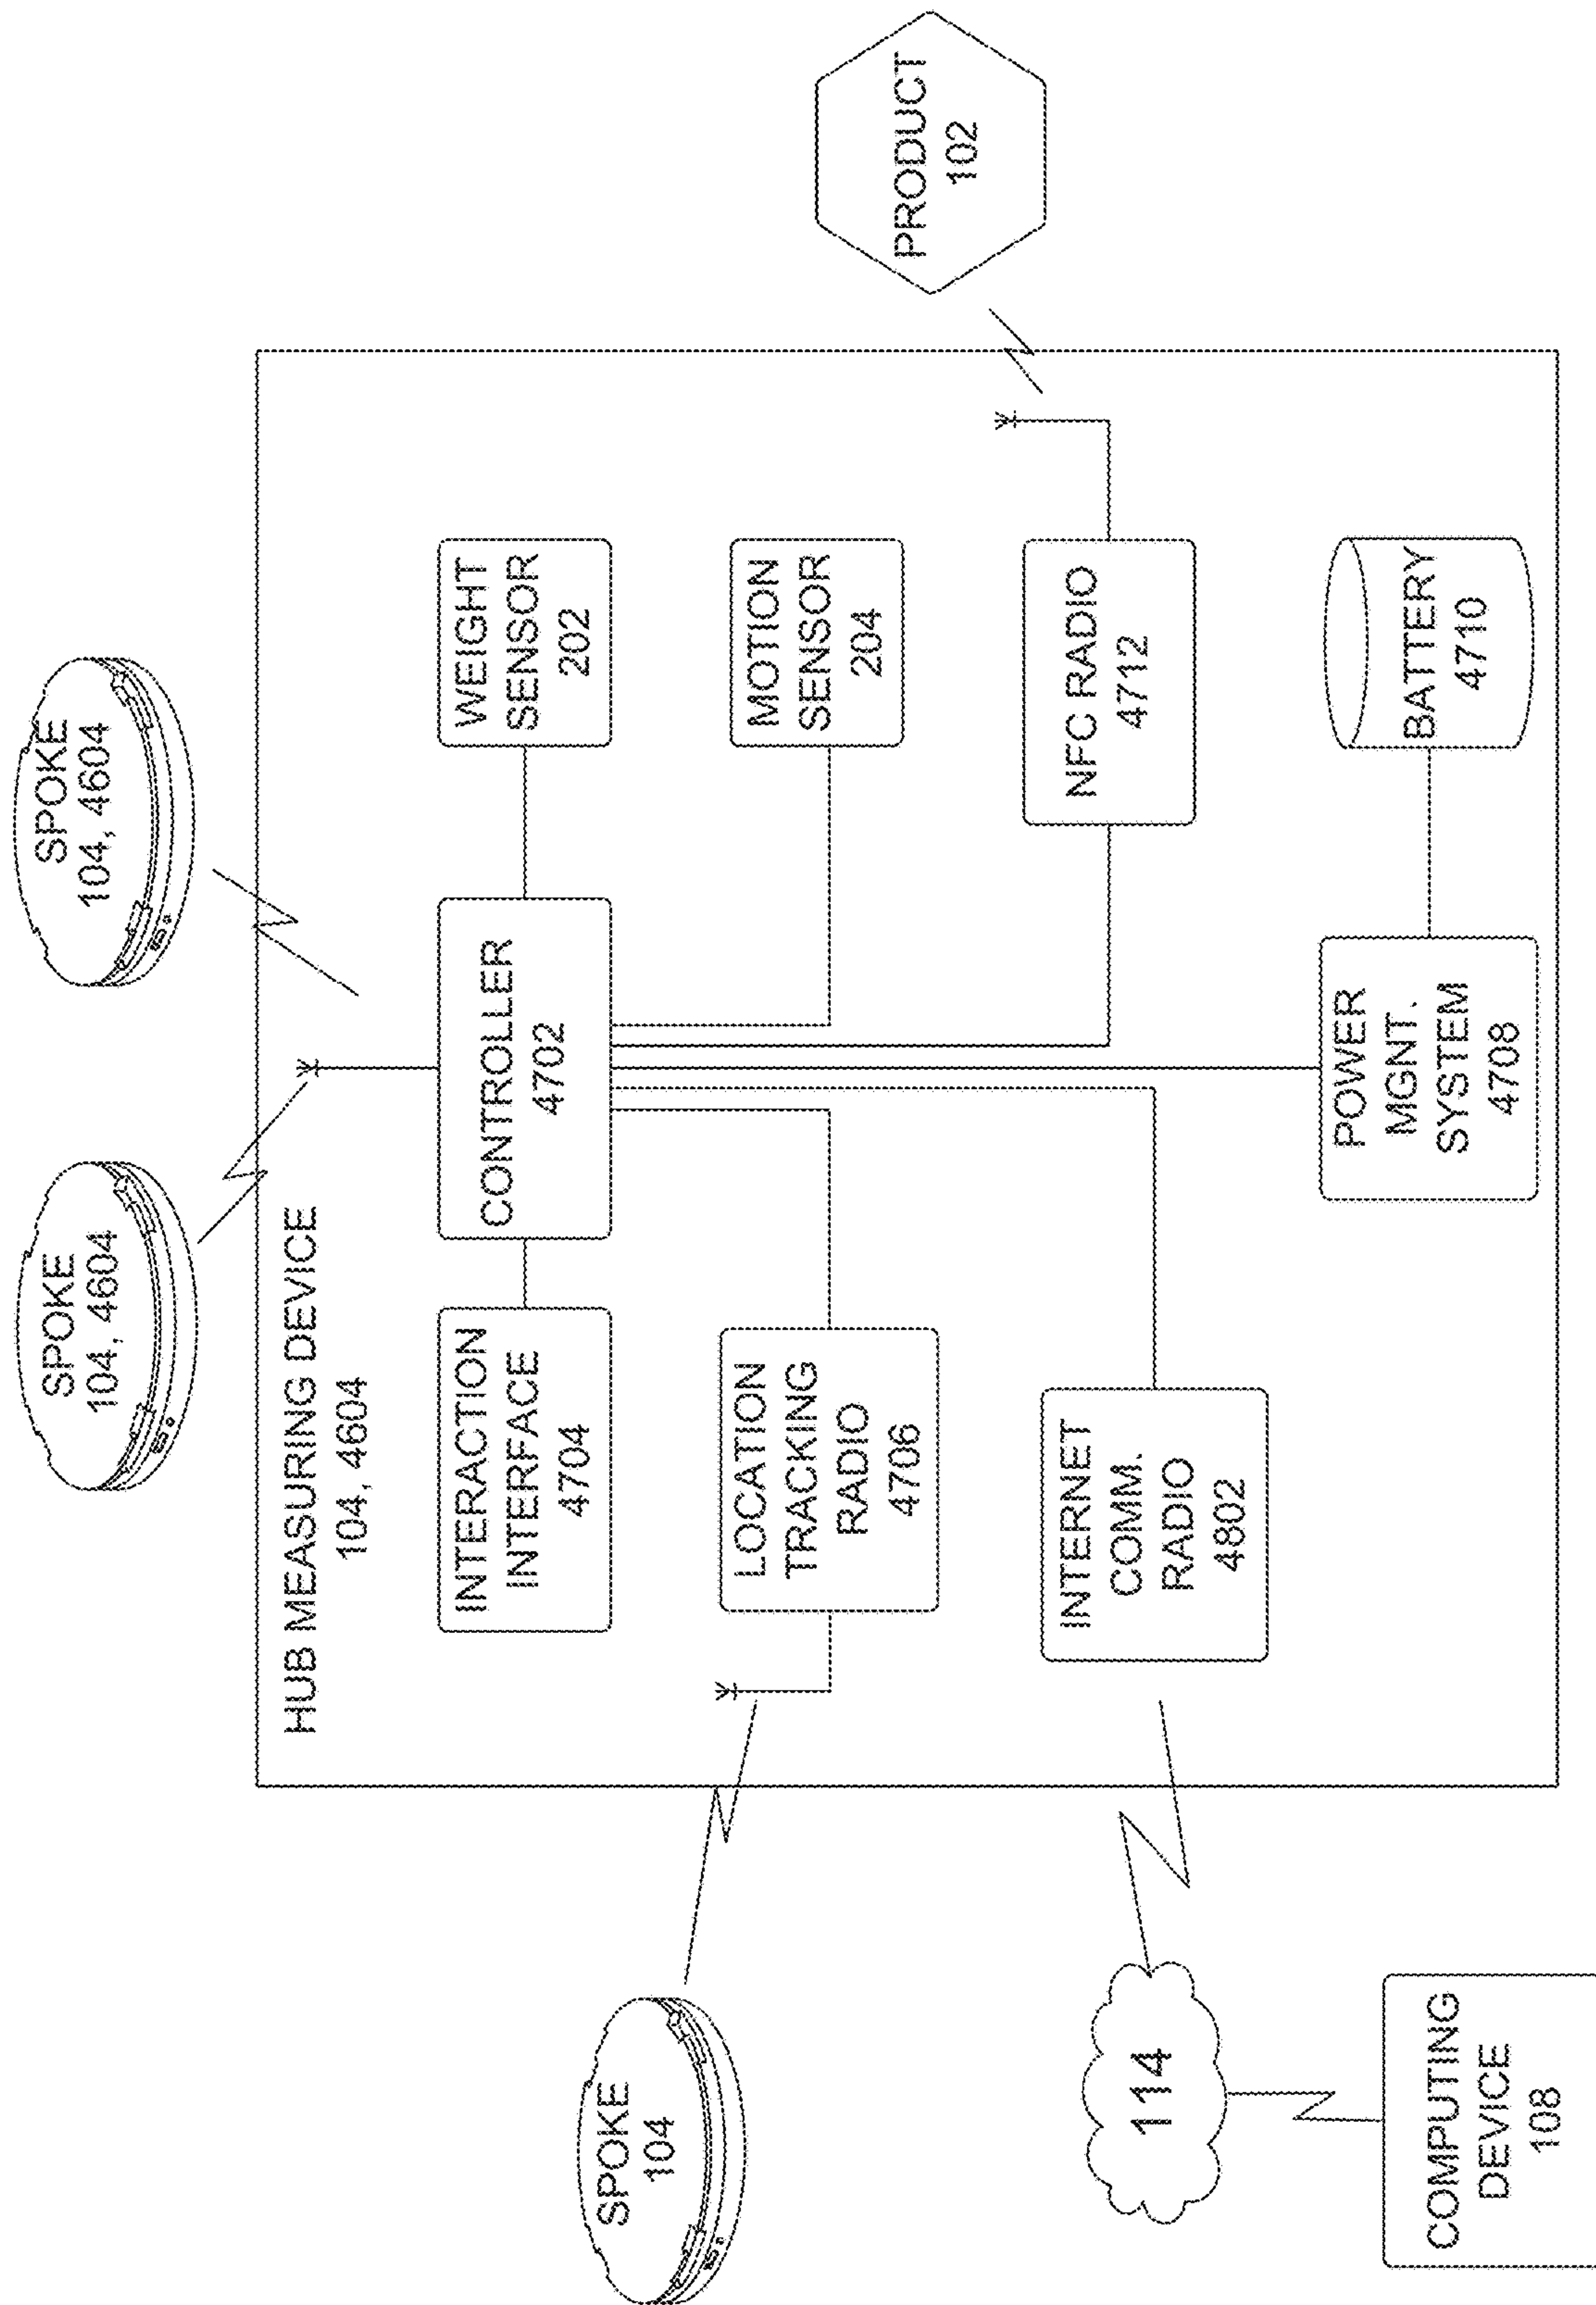 SPOKE
104, 4604
SPOKE
104, 4604
HUB MEASURING DEVICE
104, 4604
INTERACTION
INTERFACE
4704
CONTROLLER
4702
WEIGHT
SENSOR
202
SPOKE
104
LOCATION
TRACKING
RADIO
4706
MOTION
SENSOR
204
PRODUCT
102
INTERNET
COMM.
RADIO
4802
NFC RADIO
4712
114
POWER
MGNT.
SYSTEM
4708
BATTERY
4710
COMPUTING
DEVICE
108